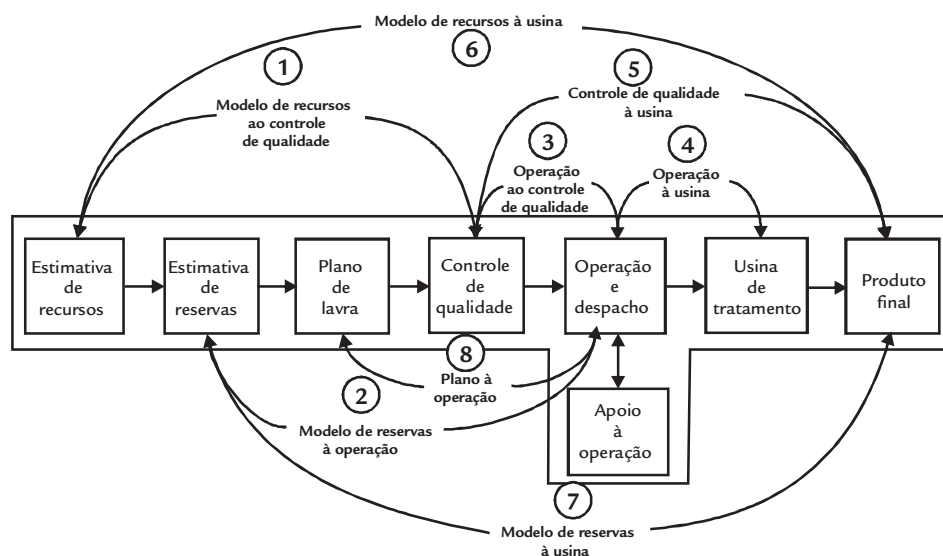 Modelo de recursos à usina
6
1
5
Modelo de recursos
ao controle
de qualidade
Controle de qualidade
à usina
3
4
Operação
ao controle
de qualidade
Operação
à usina
Estimativa
de
recursos
Estimativa
de
reservas
Plano
de
lavra
Controle
de
qualidade
Operação
e
despacho
Usina
de
tratamento
Produto
final
8
Plano à
operação
2
Modelo de reservas
à operação
Apoio
à
operação
7
Modelo de reservas
à usina